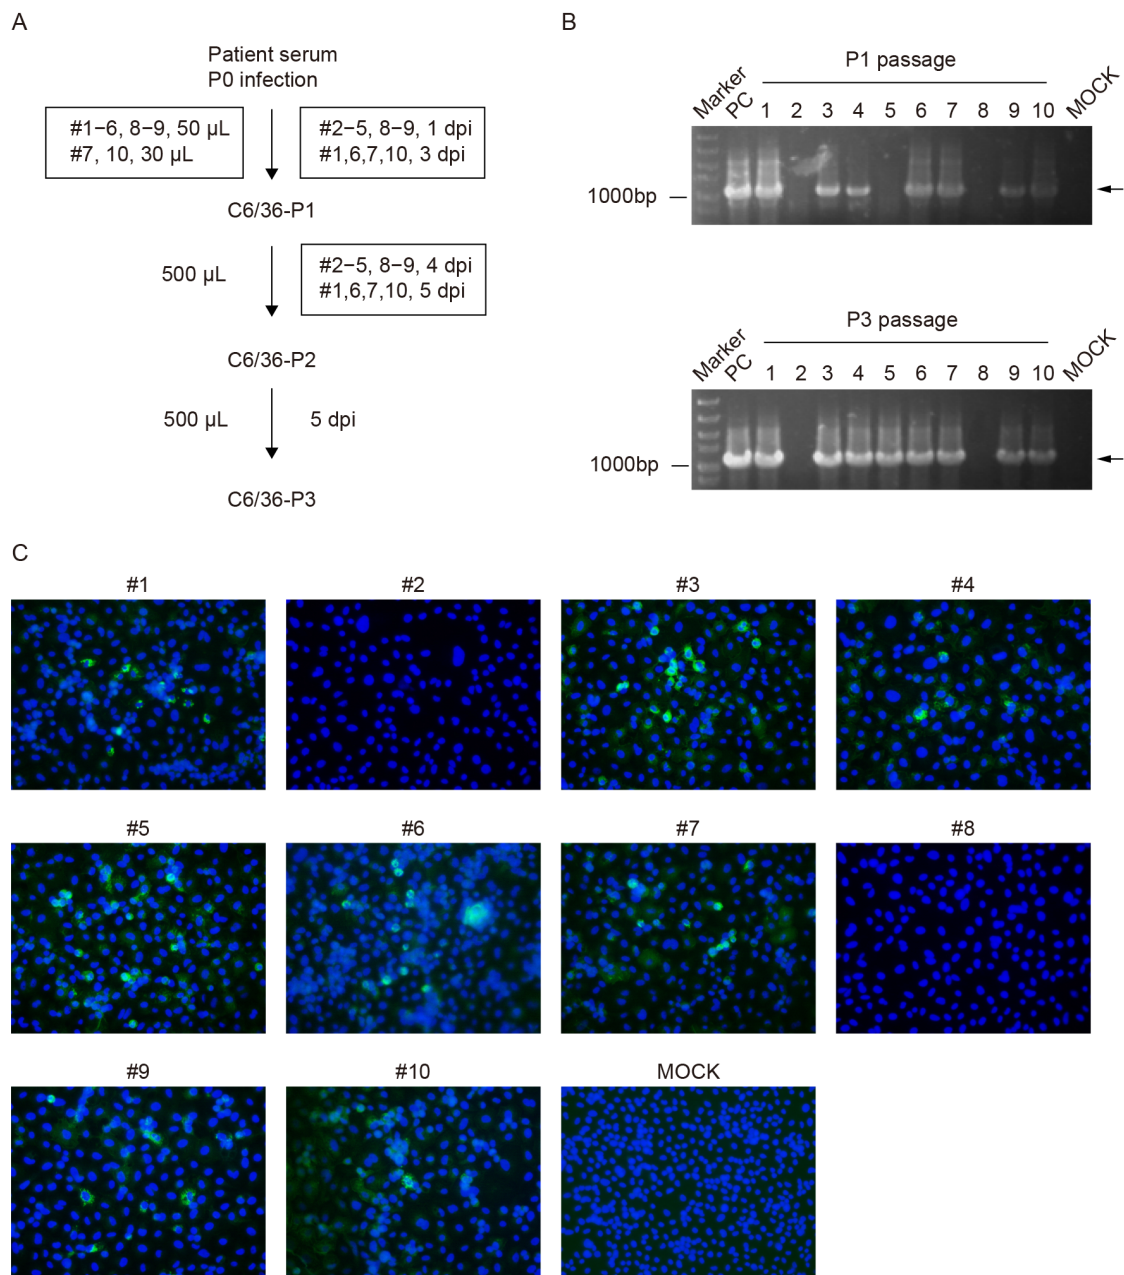 A
Patient serum
P0 infection
#1−6, 8−9, 50 µL
#7, 10, 30 µL
#2−5, 8−9, 1 dpi
#1,6,7,10, 3 dpi
C6/36-P1
500 µL
#2−5, 8−9, 4 dpi
#1,6,7,10, 5 dpi
C6/36-P2
500 µL
5 dpi
C6/36-P3
B
P1 passage
Marker PC 1 2 3 4 5 6 7 8 9 10 MOCK
1000bp
P3 passage
Marker PC 1 2 3 4 5 6 7 8 9 10 MOCK
1000bp
C
#1 #2 #3 #4
#5 #6 #7 #8
#9 #10 MOCK